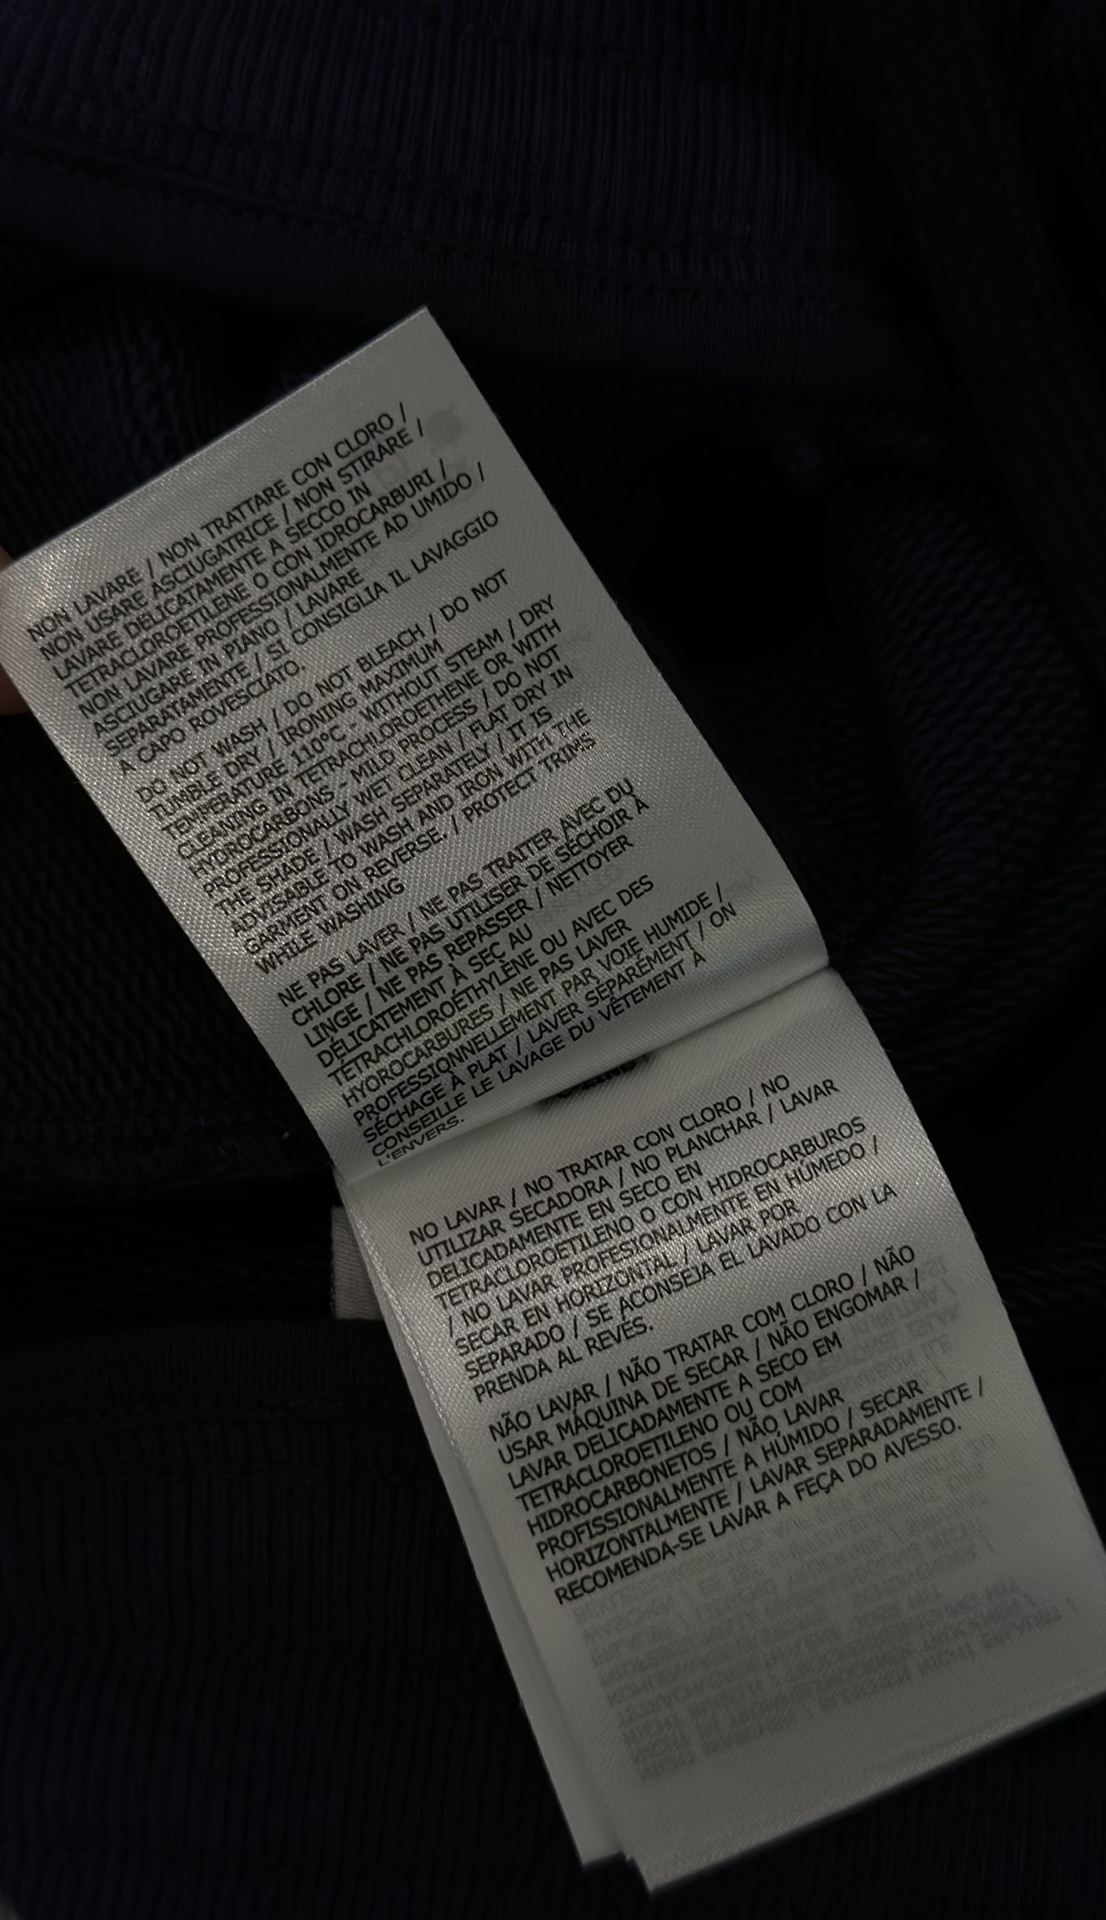 NON LAVARE / NON TRATTARE CON CLORO /
NON USARE ASCIUGATRICE / NON STIRARE /
LAVARE DELICATAMENTE A SECCO IN
TETRACLOROETILENE O CON IDROCARBURI /
NON LAVARE PROFESSIONALMENTE AD UMIDO /
ASCIUGARE IN PIANO / LAVARE
SEPARATAMENTE / SI CONSIGLIA IL LAVAGGIO
A CAPO ROVESCIATO.
DO NOT WASH / DO NOT BLEACH / DO NOT
TUMBLE DRY / IRONING MAXIMUM
TEMPERATURE 110°C - WITHOUT STEAM / DRY
CLEANING IN TETRACHLOROETHENE OR WITH
HYDROCARBONS - MILD PROCESS / DO NOT
PROFESSIONALLY WET CLEAN / FLAT DRY IN
THE SHADE / WASH SEPARATELY / IT IS
ADVISABLE TO WASH AND IRON WITH THE
GARMENT ON REVERSE. / PROTECT TRIMS
WHILE WASHING
NE PAS LAVER / NE PAS TRAITER AVEC DU
CHLORE / NE PAS UTILISER DE SÉCHOIR À
LINGE / NE PAS REPASSER / NETTOYER
DÉLICATEMENT À SEC AU
TÉTRACHLOROÉTHYLÈNE OU AVEC DES
HYDROCARBURES / NE PAS LAVER
PROFESSIONNELLEMENT PAR VOIE HUMIDE /
SÉCHAGE À PLAT / LAVER SÉPARÉMENT / ON
CONSEILLE LE LAVAGE DU VÊTEMENT À
L'ENVERS.
NO LAVAR / NO TRATAR CON CLORO / NO
UTILIZAR SECADORA / NO PLANCHAR / LAVAR
DELICADAMENTE EN SECO EN
TETRACLOROETILENO O CON HIDROCARBUROS
/ NO LAVAR PROFESIONALMENTE EN HÚMEDO /
SECAR EN HORIZONTAL / LAVAR POR
SEPARADO / SE ACONSEJA EL LAVADO CON LA
PRENDA AL REVÉS.
NÃO LAVAR / NÃO TRATAR COM CLORO / NÃO
USAR MÁQUINA DE SECAR / NÃO ENGOMAR /
LAVAR DELICADAMENTE A SECO EM
TETRACLOROETILENO OU COM
HIDROCARBONETOS / NÃO LAVAR
PROFISSIONALMENTE A HÚMIDO / SECAR
HORIZONTALMENTE / LAVAR SEPARADAMENTE /
RECOMENDA-SE LAVAR A FEÇA DO AVESSO.